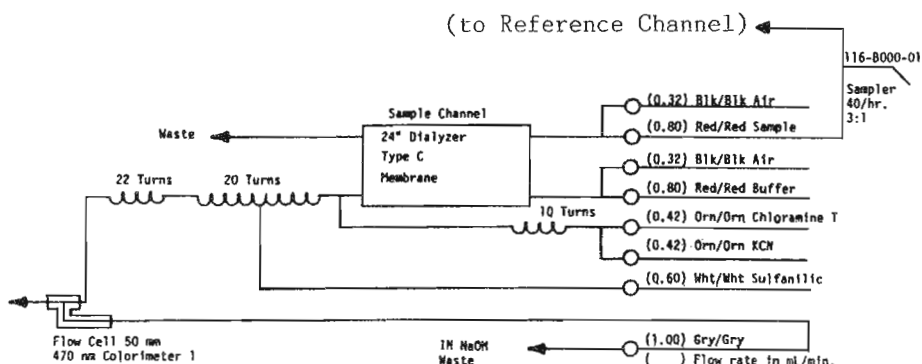 (to Reference Channel)
116-B000-01
Sampler
40/hr.
3:1
(0.32) Blk/Blk Air
Sample Channel
(0.80) Red/Red Sample
Waste
24" Dialyzer
Type C
Membrane
(0.32) Blk/Blk Air
22 Turns
20 Turns
(0.80) Red/Red Buffer
10 Turns
(0.42) Orn/Orn Chloramine T
(0.42) Orn/Orn KCN
(0.60) Wht/Wht Sulfanilic
Flow Cell 50 mm
470 nm Colorimeter 1
1N NaOH
Waste
(1.00) Gry/Gry
( ) Flow rate in mL/min.